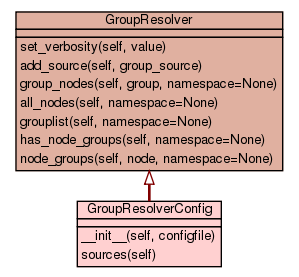 GroupResolver
set_verbosity(self, value)
add_source(self, group_source)
group_nodes(self, group, namespace=None)
all_nodes(self, namespace=None)
grouplist(self, namespace=None)
has_node_groups(self, namespace=None)
node_groups(self, node, namespace=None)
GroupResolverConfig
__init__(self, configfile)
sources(self)